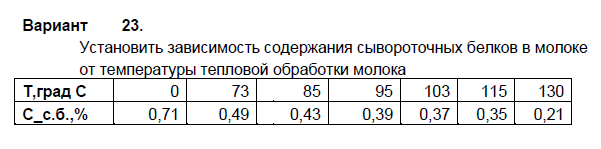 Вариант 23.
Установить зависимость содержания сывороточных белков в молоке
от температуры тепловой обработки молока
Т,град С 0 73 85 95 103 115 130
С_с.б.,% 0,71 0,49 0,43 0,39 0,37 0,35 0,21